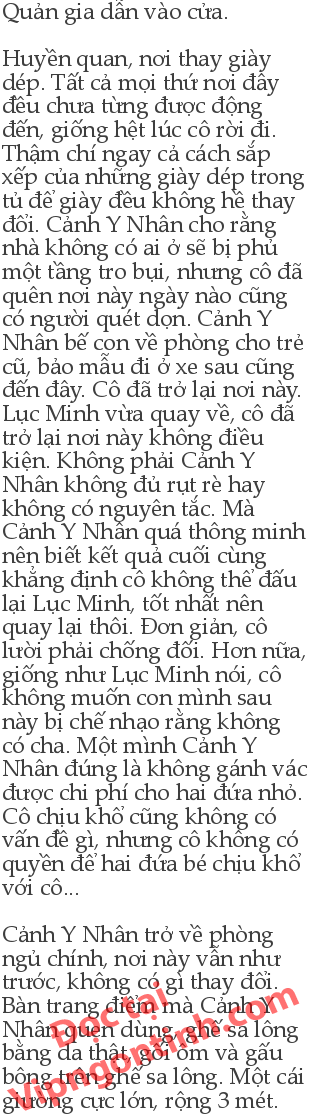 Quản gia dẫn vào cửa.

Huyền quan, nơi thay giày
dép. Tất cả mọi thứ nơi đây
đều chưa từng được động
đến, giống hệt lúc cô rời đi.
Thậm chí ngay cả cách sắp
xếp của những giày dép trong
tủ để giày đều không hề thay
đổi. Cảnh Y Nhân cho rằng
nhà không có ai ở sẽ bị phủ
một tầng tro bụi, nhưng cô đã
quên nơi này ngày nào cũng
có người quét dọn. Cảnh Y
Nhân bế con về phòng cho trẻ
cũ, bảo mẫu đi ở xe sau cũng
đến đây. Cô đã trở lại nơi này.
Lục Minh vừa quay về, cô đã
trở lại nơi này không điều
kiện. Không phải Cảnh Y
Nhân không đủ rụt rè hay
không có nguyên tắc. Mà
Cảnh Y Nhân quá thông minh
nên biết kết quả cuối cùng
khẳng định cô không thể đấu
lại Lục Minh, tốt nhất nên
quay lại thôi. Đơn giản, cô
lười phải chống đối. Hơn nữa,
giống như Lục Minh nói, cô
không muốn con mình sau
này bị chế nhạo rằng không
có cha. Một mình Cảnh Y
Nhân đúng là không gánh vác
được chi phí cho hai đứa nhỏ.
Cô chịu khổ cũng không có
vấn đề gì, nhưng cô không có
quyền để hai đứa bé chịu khổ
với cô...

Cảnh Y Nhân trở về phòng
ngủ chính, nơi này vẫn như
trước, không có gì thay đổi.
Bàn trang điểm mà Cảnh Y
Nhân quen dùng, ghế sa lông
bằng da thật, gối ôm và gấu
bông trên ghế sa lông. Một cái
giường cực lớn, rộng 3 mét.
Đọc tại
Vipngontinh.com